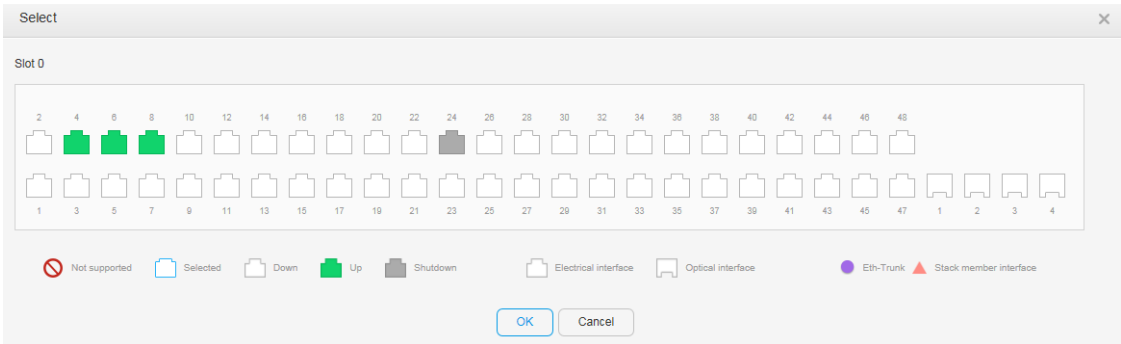 Select
Slot 0
2 4 6 8 10 12 14 16 18 20 22 24 26 28 30 32 34 36 38 40 42 44 46 48
1 3 5 7 9 11 13 15 17 19 21 23 25 27 29 31 33 35 37 39 41 43 45 47 1 2 3 4
Not supported Selected Down Up Shutdown Electrical interface Optical interface Eth-Trunk Stack member interface
OK Cancel